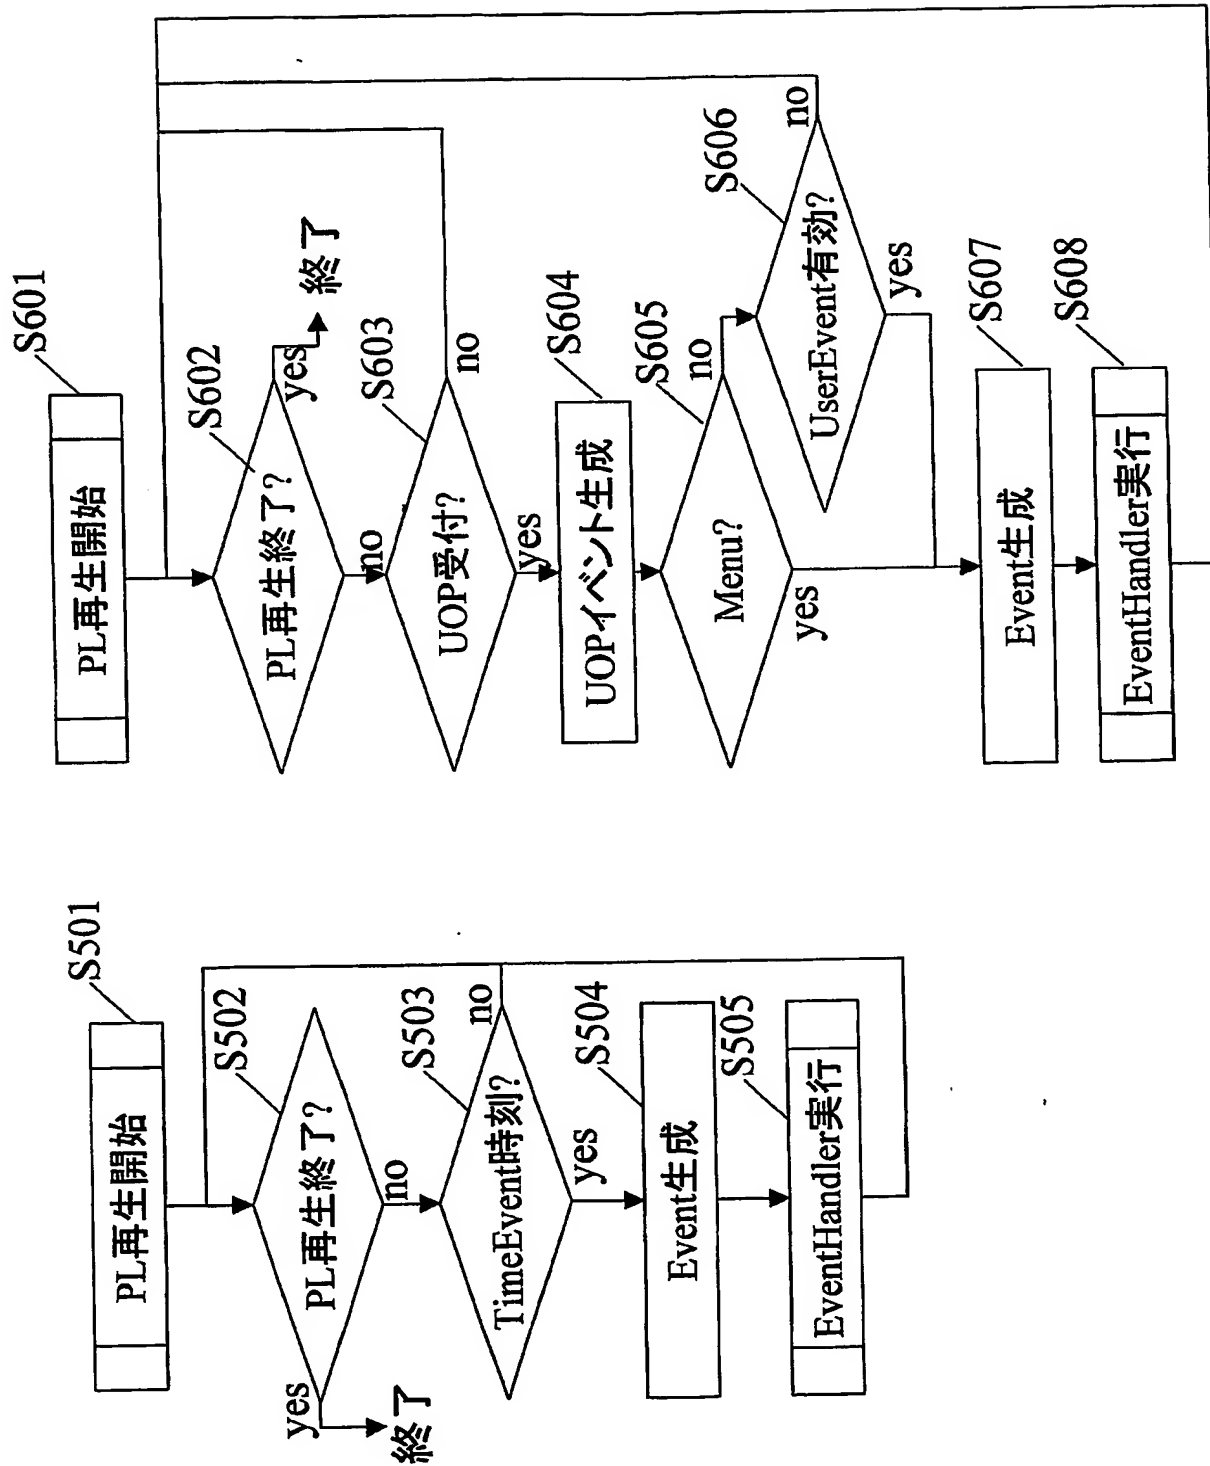 S501
PL再生開始
S502
PL再生終了?
yes
終了
no
S503
TimeEvent時刻?
no
yes
S504
Event生成
S505
EventHandler実行
S601
PL再生開始
S602
PL再生終了?
yes
終了
no
S603
UOP受付?
no
yes
S604
UOPイベント生成
S605
Menu?
no
yes
S606
UserEvent有効?
no
yes
S607
Event生成
S608
EventHandler実行